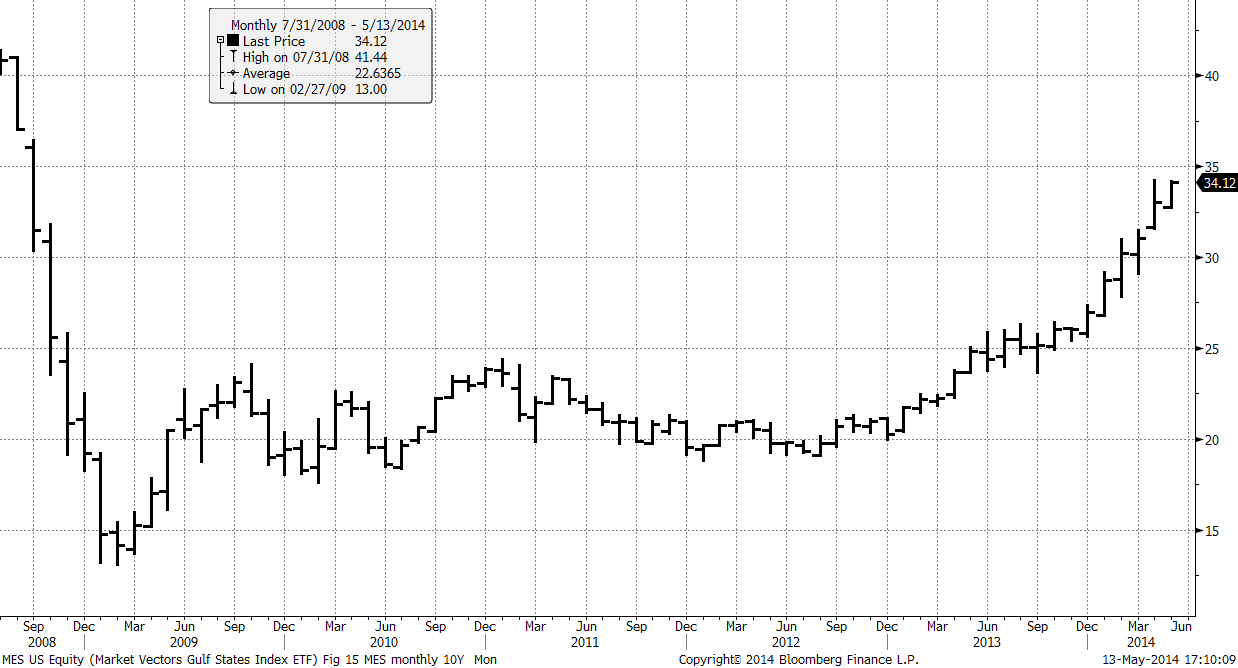 Monthly 7/31/2008 - 5/13/2014
Last Price 34.12
High on 07/31/08 41.44
Average 22.6365
Low on 02/27/09 13.00
40
35
34.12
30
25
20
15
Sep Dec Mar Jun Sep Dec Mar Jun Sep Dec Mar Jun Sep Dec Mar Jun Sep Dec Mar Jun Sep Dec Mar Jun
2008 2009 2010 2011 2012 2013 2014
MES US Equity (Market Vectors Gulf States Index ETF) Fig 15 MES monthly 10Y Mon Copyright© 2014 Bloomberg Finance L.P. 13-May-2014 17:10:09